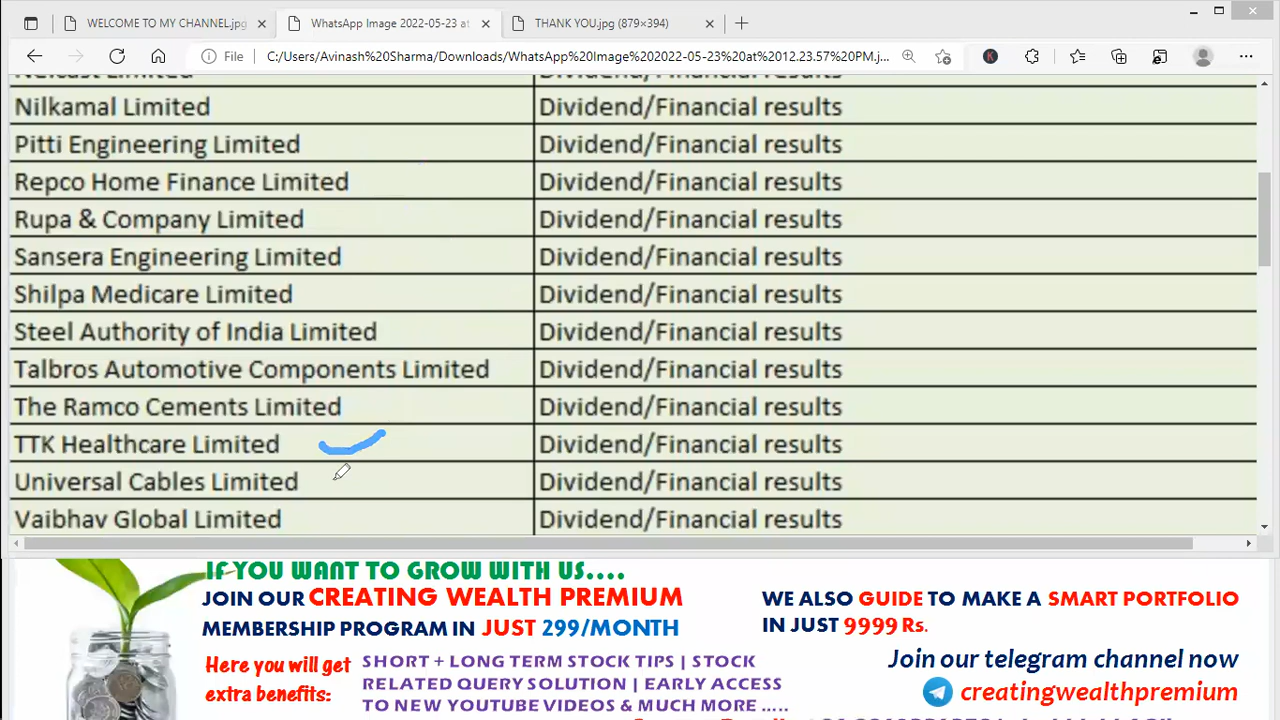 WELCOME TO MY CHANNEL.jpg
WhatsApp Image 2022-05-23 at
THANK YOU.jpg (879×394)
File C:/Users/Avinash%20Sharma/Downloads/WhatsApp%20Image%202022-05-23%20at%2012.23.57%20PM.j...
Nelcast Limited
Nilkamal Limited Dividend/Financial results
Pitti Engineering Limited Dividend/Financial results
Repco Home Finance Limited Dividend/Financial results
Rupa & Company Limited Dividend/Financial results
Sansera Engineering Limited Dividend/Financial results
Shilpa Medicare Limited Dividend/Financial results
Steel Authority of India Limited Dividend/Financial results
Talbros Automotive Components Limited Dividend/Financial results
The Ramco Cements Limited Dividend/Financial results
TTK Healthcare Limited Dividend/Financial results
Universal Cables Limited Dividend/Financial results
Vaibhav Global Limited Dividend/Financial results
IF YOU WANT TO GROW WITH US....
JOIN OUR CREATING WEALTH PREMIUM
MEMBERSHIP PROGRAM IN JUST 299/MONTH
Here you will get
extra benefits:
SHORT + LONG TERM STOCK TIPS | STOCK
RELATED QUERY SOLUTION | EARLY ACCESS
TO NEW YOUTUBE VIDEOS & MUCH MORE .....
WE ALSO GUIDE TO MAKE A SMART PORTFOLIO
IN JUST 9999 Rs.
Join our telegram channel now
creatingwealthpremium